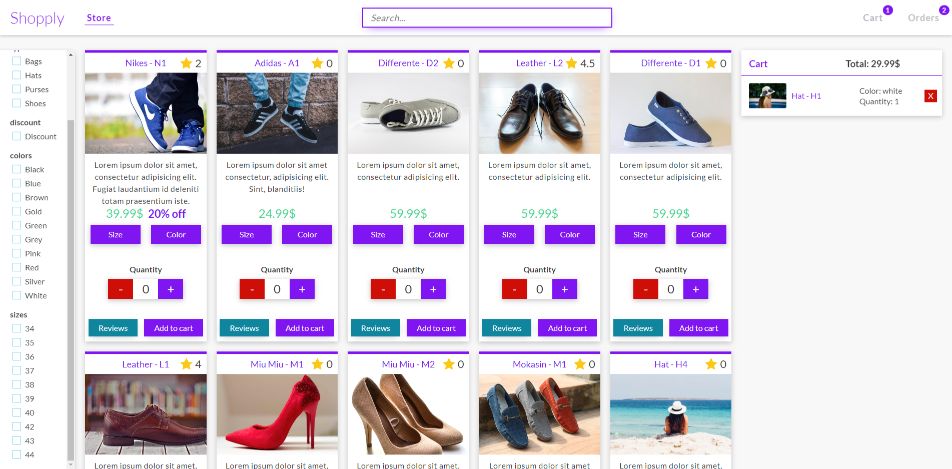 Shopply
Store
Search...
Cart 1
Orders 2
Bags
Hats
Purses
Shoes
discount
Discount
colors
Black
Blue
Brown
Gold
Green
Grey
Pink
Red
Silver
White
sizes
34
35
36
37
38
39
40
42
43
44
Nikes - N1 2
Lorem ipsum dolor sit amet,
consectetur adipisicing elit.
Fugiat laudantium id deleniti
totam praesentium iste.
39.99$ 20% off
Size Color
Quantity
- 0 +
Reviews Add to cart
Adidas - A1 0
Lorem ipsum dolor sit amet
consectetur, adipisicing elit.
Sint, blanditiis!
24.99$
Size Color
Quantity
- 0 +
Reviews Add to cart
Differente - D2 0
Lorem ipsum dolor sit amet,
consectetur adipisicing elit.
59.99$
Size Color
Quantity
- 0 +
Reviews Add to cart
Leather - L2 4.5
Lorem ipsum dolor sit amet,
consectetur adipisicing elit.
59.99$
Size Color
Quantity
- 0 +
Reviews Add to cart
Differente - D1 0
Lorem ipsum dolor sit amet,
consectetur adipisicing elit.
59.99$
Size Color
Quantity
- 0 +
Reviews Add to cart
Leather - L1 4
Lorem ipsum dolor sit amet,
Miu Miu - M1 0
Lorem ipsum dolor sit amet
Miu Miu - M2 0
Lorem ipsum dolor sit amet,
Mokasin - M1 0
Lorem ipsum dolor sit amet
Hat - H4 0
Lorem ipsum dolor sit amet,
Cart Total: 29.99$
Hat - H1
Color: white
Quantity: 1
X